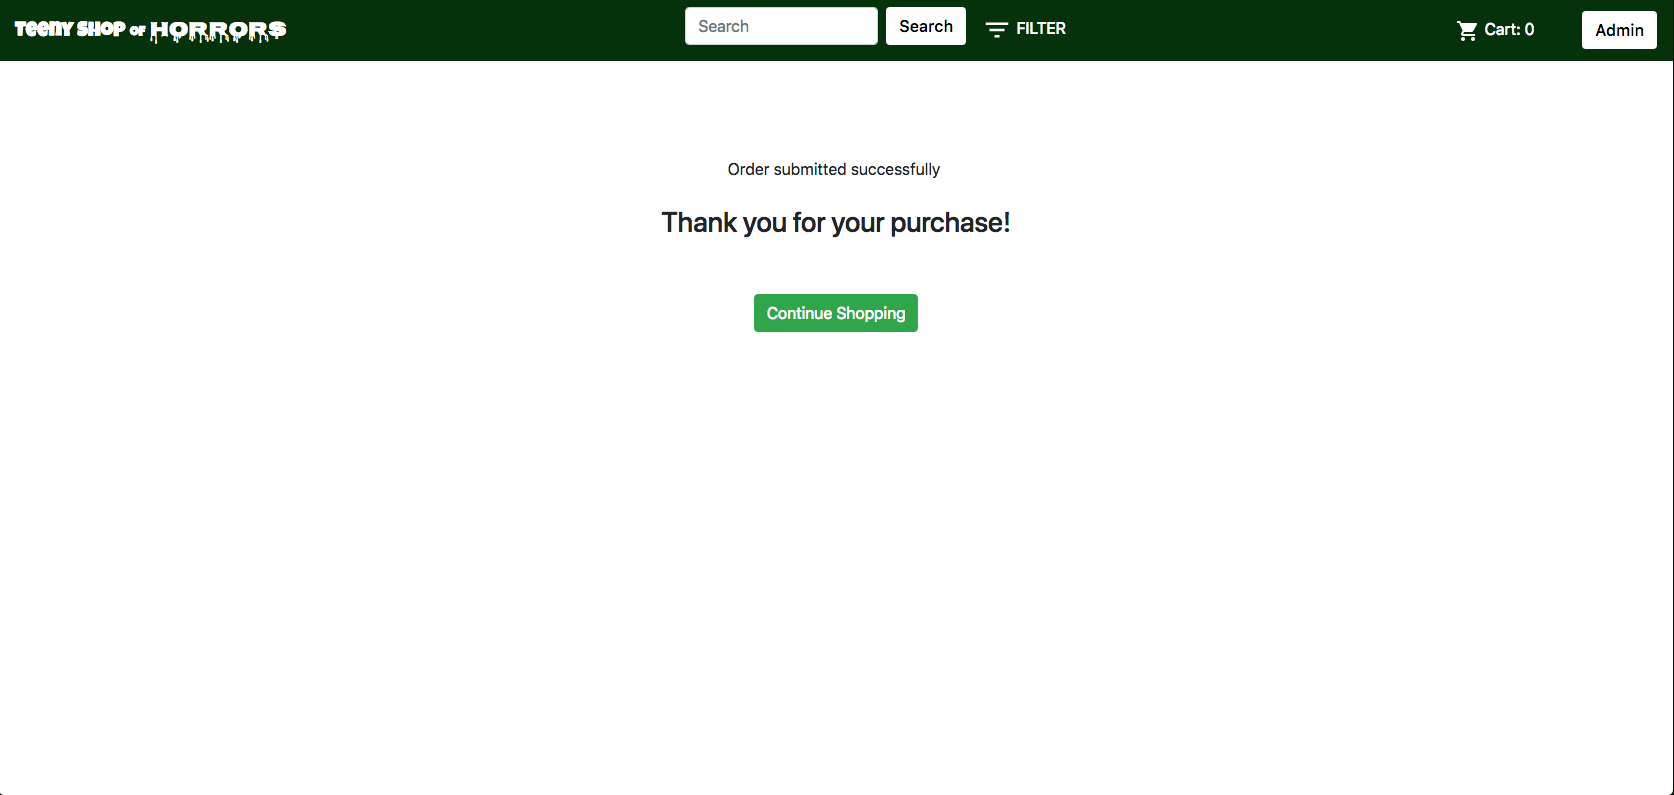 Teeny Shop of HORRORS
Search
Search
FILTER
Cart: 0
Admin
Order submitted successfully
Thank you for your purchase!
Continue Shopping